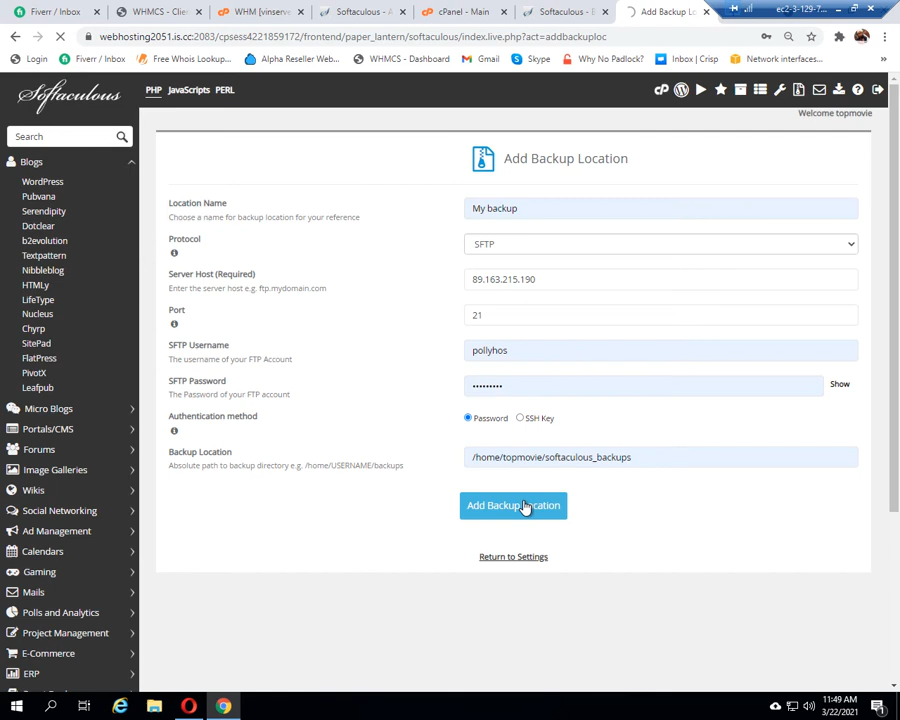 Fiverr / Inbox
WHMCS - Clie
WHM [vinserve
Softaculous - A
cPanel - Main
Softaculous - E
Add Backup Lo
ec2-3-129-7...
webhosting2051.is.cc:2083/cpsess4221859172/frontend/paper_lantern/softaculous/index.live.php?act=addbackuploc
Login
Fiverr / Inbox
Free Whois Lookup...
Alpha Reseller Web...
WHMCS - Dashboard
Gmail
Skype
Why No Padlock?
Inbox | Crisp
Network interfaces...
»
Softaculous
PHP
JavaScripts
PERL
Welcome topmovie
Search
Blogs
WordPress
Pubvana
Serendipity
Dotclear
b2evolution
Textpattern
Nibbleblog
HTMLy
LifeType
Nucleus
Chyrp
SitePad
FlatPress
PivotX
Leafpub
Micro Blogs
Portals/CMS
Forums
Image Galleries
Wikis
Social Networking
Ad Management
Calendars
Gaming
Mails
Polls and Analytics
Project Management
E-Commerce
ERP
Add Backup Location
Location Name
Choose a name for backup location for your reference
My backup
Protocol
SFTP
Server Host (Required)
Enter the server host e.g. ftp.mydomain.com
89.163.215.190
Port
21
SFTP Username
The username of your FTP Account
pollyhos
SFTP Password
The Password of your FTP account
•••••••••
Show
Authentication method
Password
SSH Key
Backup Location
Absolute path to backup directory e.g. /home/USERNAME/backups
/home/topmovie/softaculous_backups
Add Backup Location
Return to Settings
11:49 AM
3/22/2021